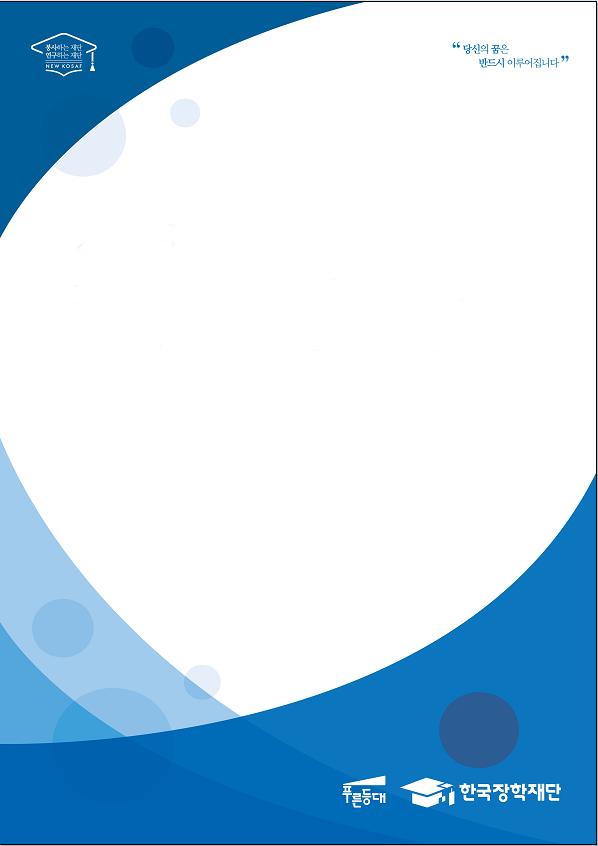 봉사하는 재단
연구하는 재단
NEW KOSAF
“ 당신의 꿈은
반드시 이루어집니다 ”
푸른등대
한국장학재단